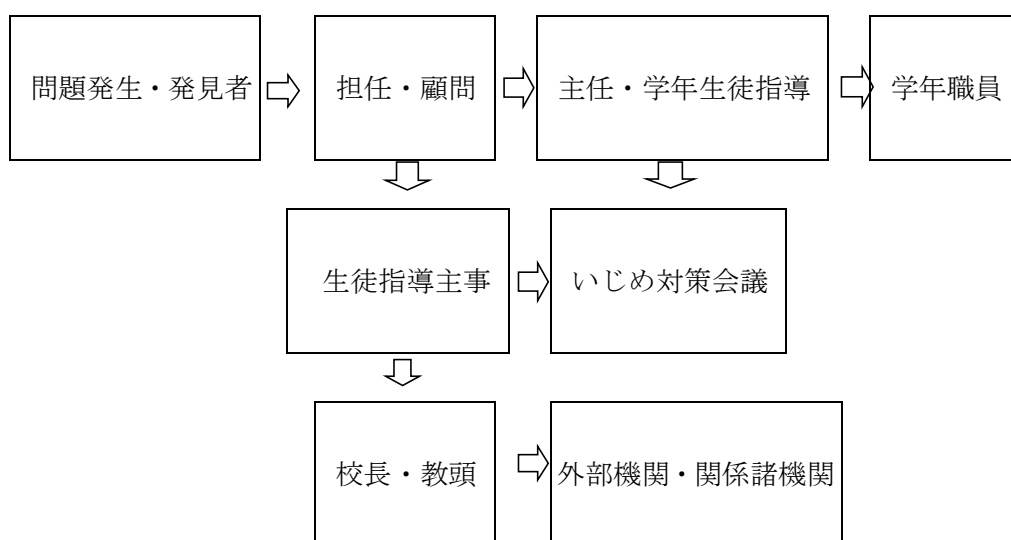 問題発生・発見者
担任・顧問
主任・学年生徒指導
学年職員
生徒指導主事
いじめ対策会議
校長・教頭
外部機関・関係諸機関